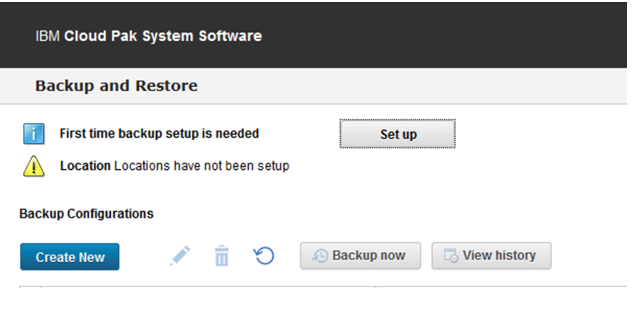 IBM Cloud Pak System Software
Backup and Restore
First time backup setup is needed Set up
Location Locations have not been setup
Backup Configurations
Create New Backup now View history